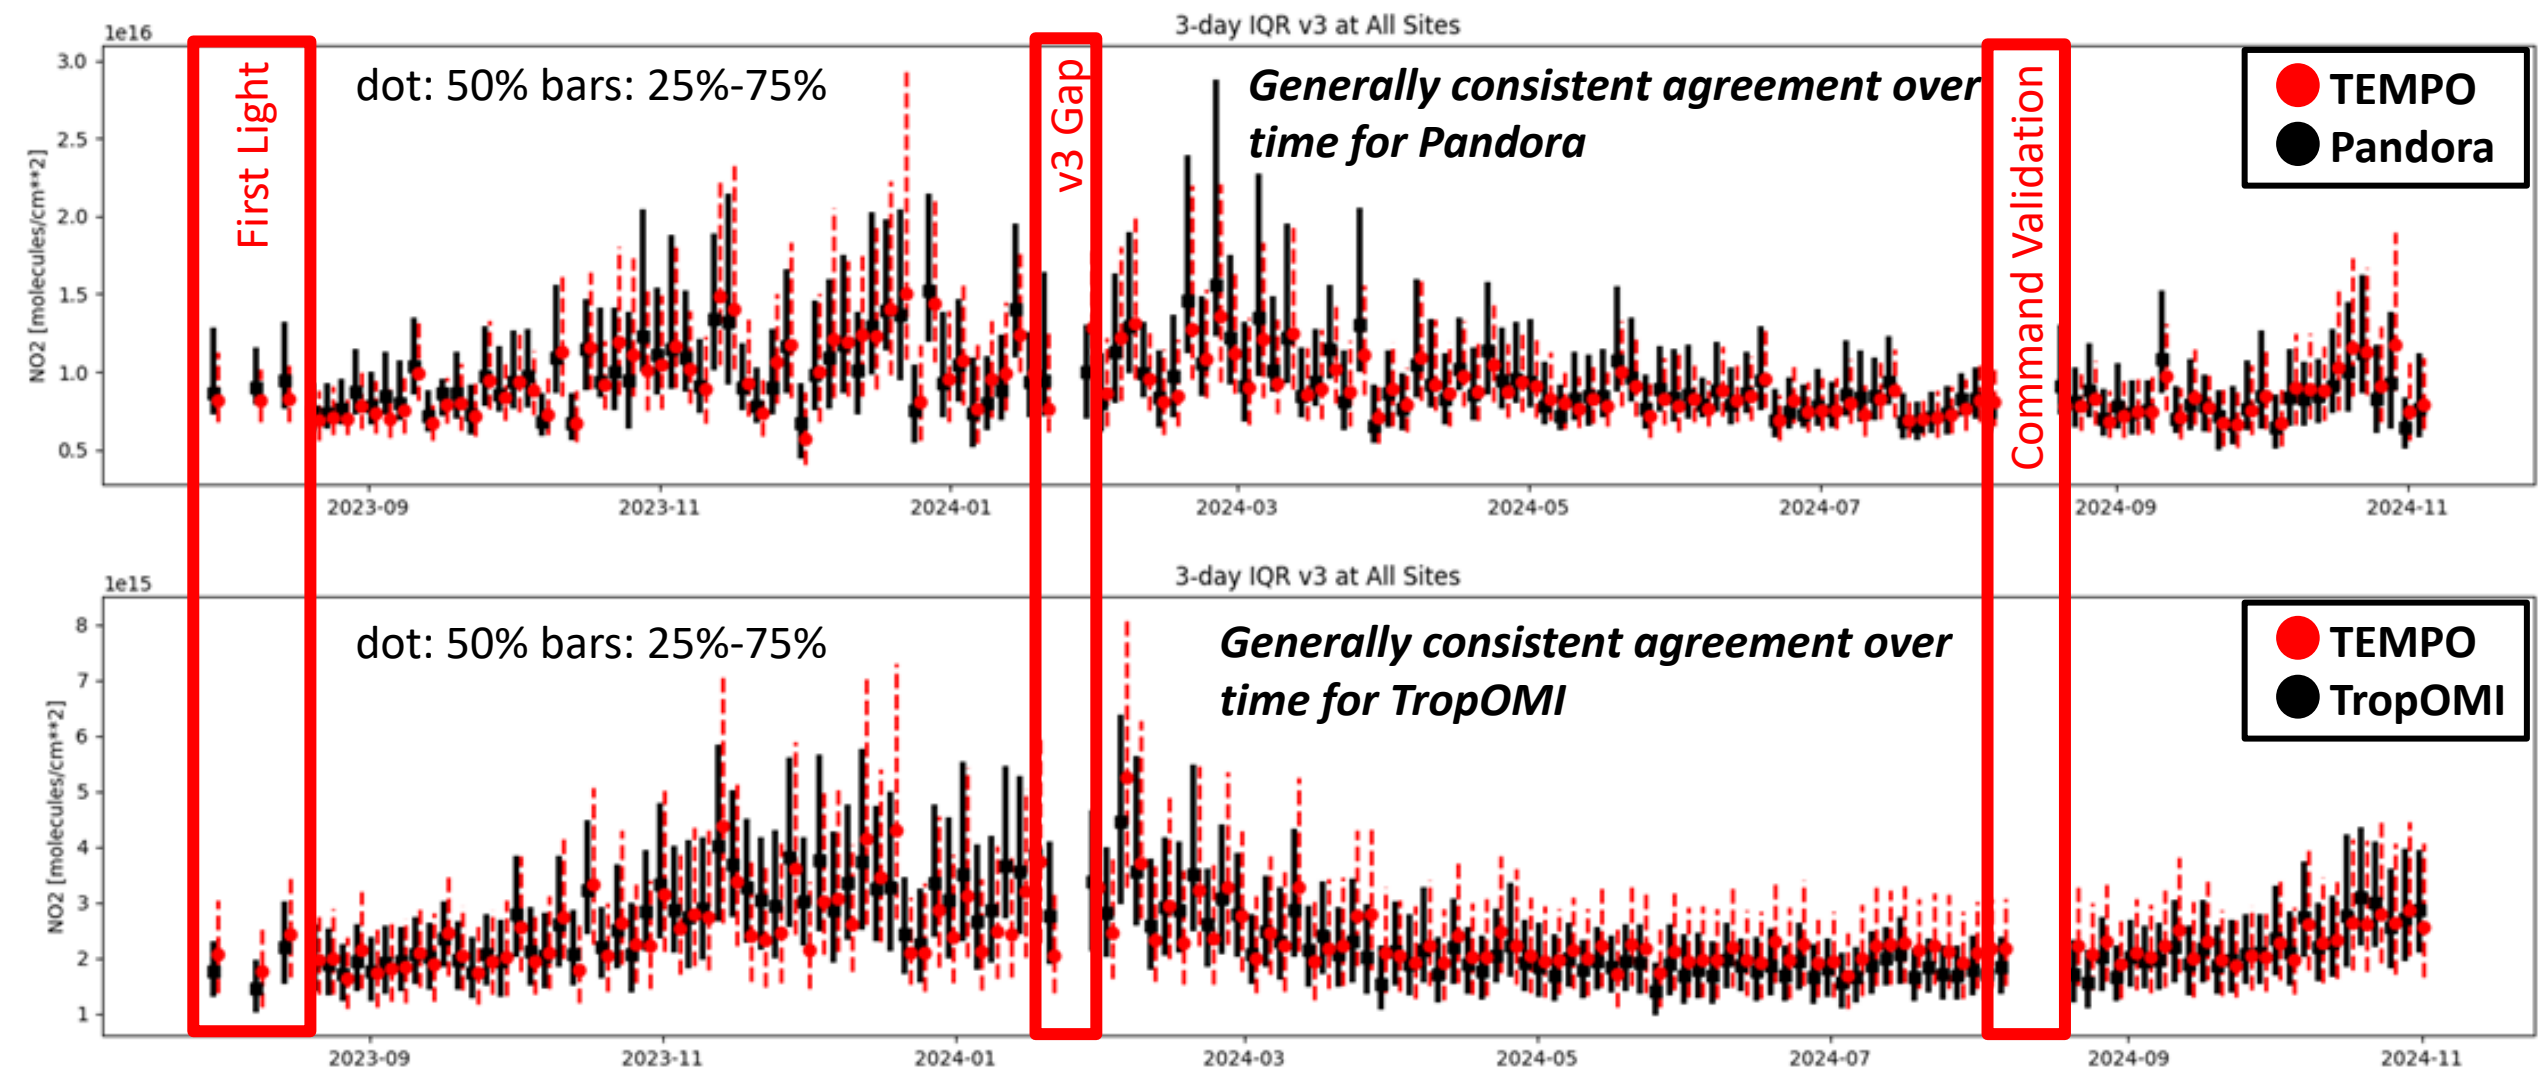 3-day IQR v3 at All Sites
1e16
dot: 50% bars: 25%-75%
Generally consistent agreement over
time for Pandora
TEMPO
Pandora
First Light
v3 Gap
Command Validation
NO2 [molecules/cm**2]
3.0
2.5
2.0
1.5
1.0
0.5
2023-09
2023-11
2024-01
2024-03
2024-05
2024-07
2024-09
2024-11
3-day IQR v3 at All Sites
1e15
dot: 50% bars: 25%-75%
Generally consistent agreement over
time for TropOMI
TEMPO
TropOMI
NO2 [molecules/cm**2]
8
7
6
5
4
3
2
1
2023-09
2023-11
2024-01
2024-03
2024-05
2024-07
2024-09
2024-11